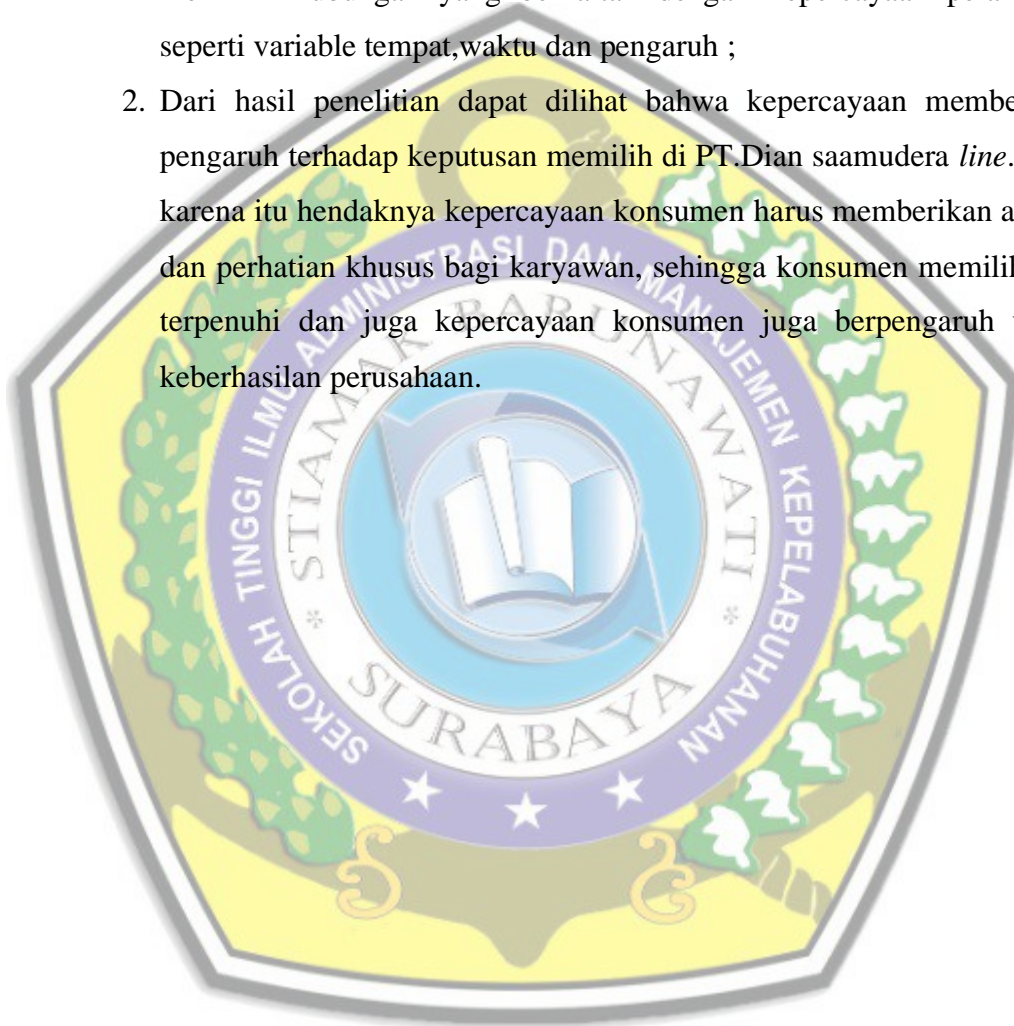 seperti variable tempat,waktu dan pengaruh ;
2. Dari hasil penelitian dapat dilihat bahwa kepercayaan membe
pengaruh terhadap keputusan memilih di PT.Dian saamudera line.
karena itu hendaknya kepercayaan konsumen harus memberikan a
dan perhatian khusus bagi karyawan, sehingga konsumen memilih
terpenuhi dan juga kepercayaan konsumen juga berpengaruh
keberhasilan perusahaan.
SEKOLAH TINGGI ILMU ADMINISTRASI DAN MANAJEMEN KEPELABUHANAN
STIAMAK BARUNAWATI
SURABAYA